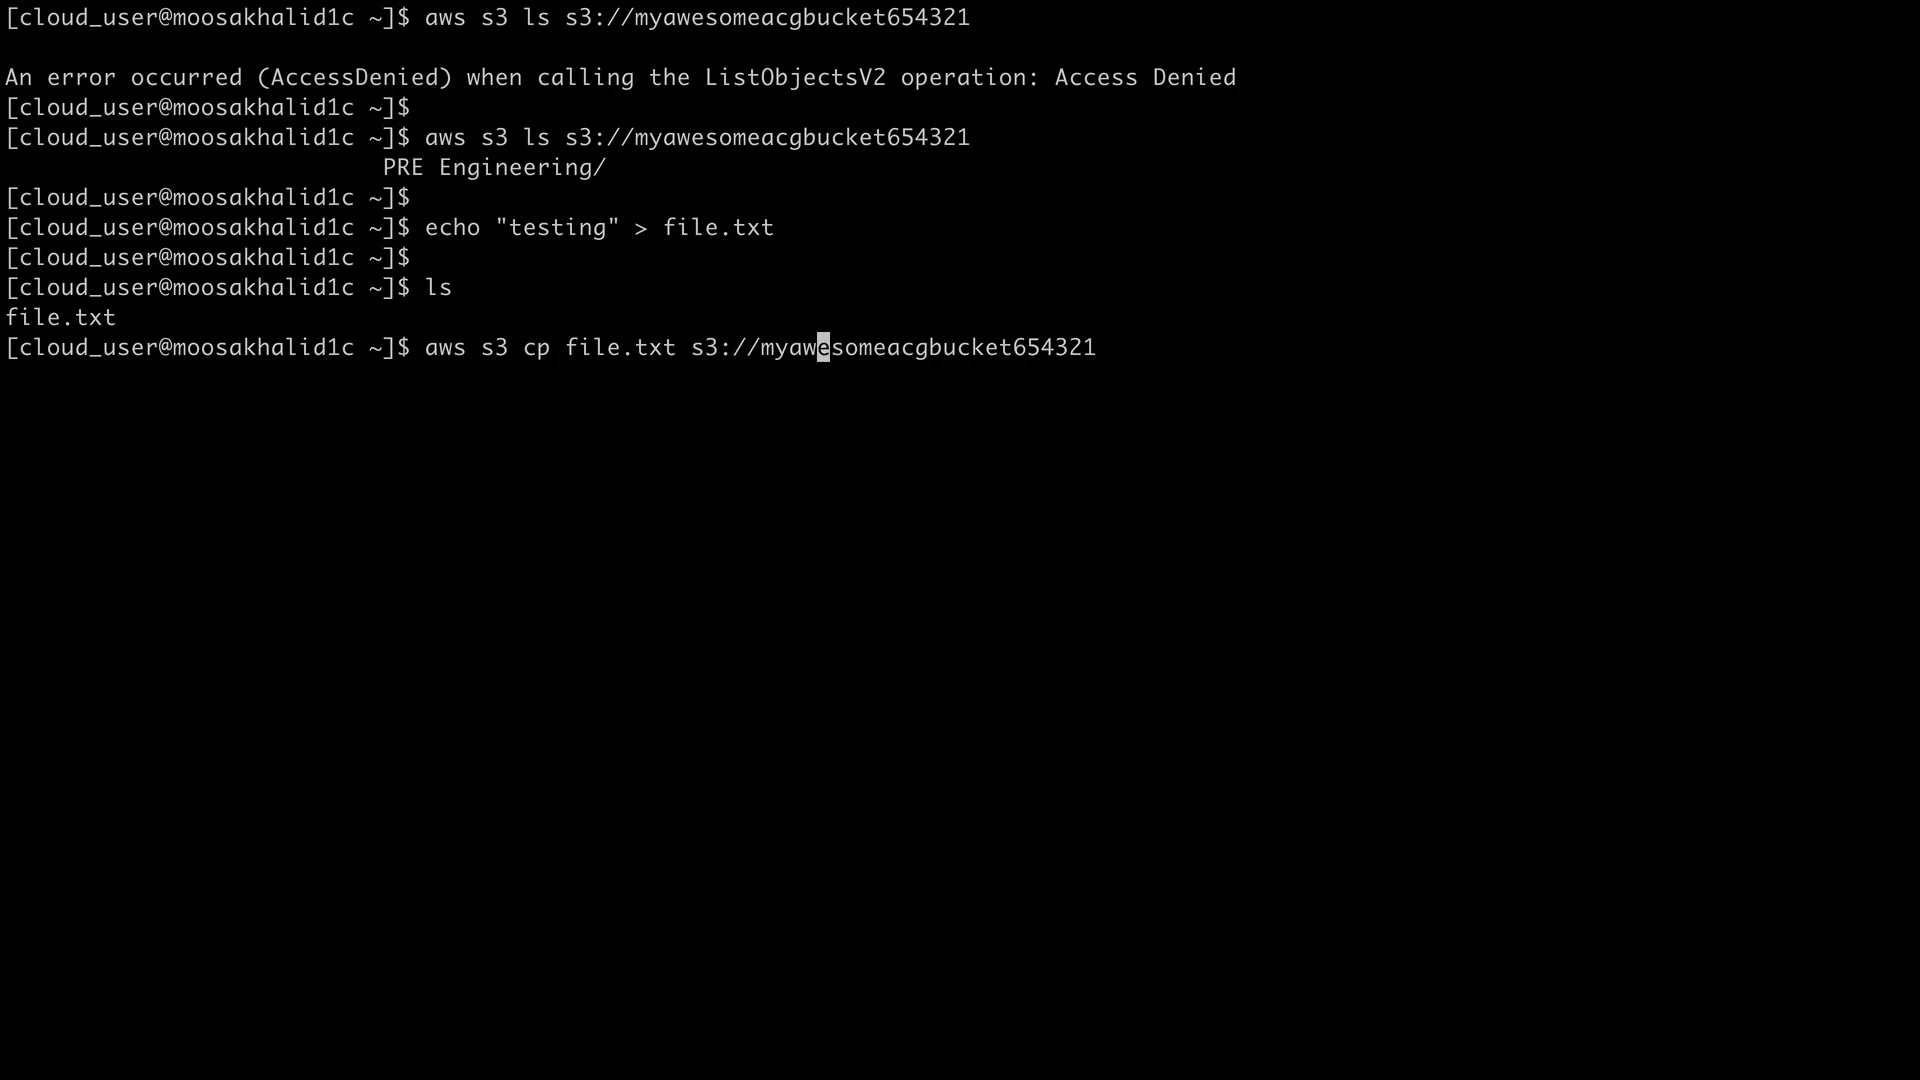 [cloud_user@moosakhalid1c ~]$ aws s3 ls s3://myawesomeacgbucket654321
An error occurred (AccessDenied) when calling the ListObjectsV2 operation: Access Denied
[cloud_user@moosakhalid1c ~]$
[cloud_user@moosakhalid1c ~]$ aws s3 ls s3://myawesomeacgbucket654321
PRE Engineering/
[cloud_user@moosakhalid1c ~]$
[cloud_user@moosakhalid1c ~]$ echo "testing" > file.txt
[cloud_user@moosakhalid1c ~]$
[cloud_user@moosakhalid1c ~]$ ls
file.txt
[cloud_user@moosakhalid1c ~]$ aws s3 cp file.txt s3://myawesomeacgbucket654321